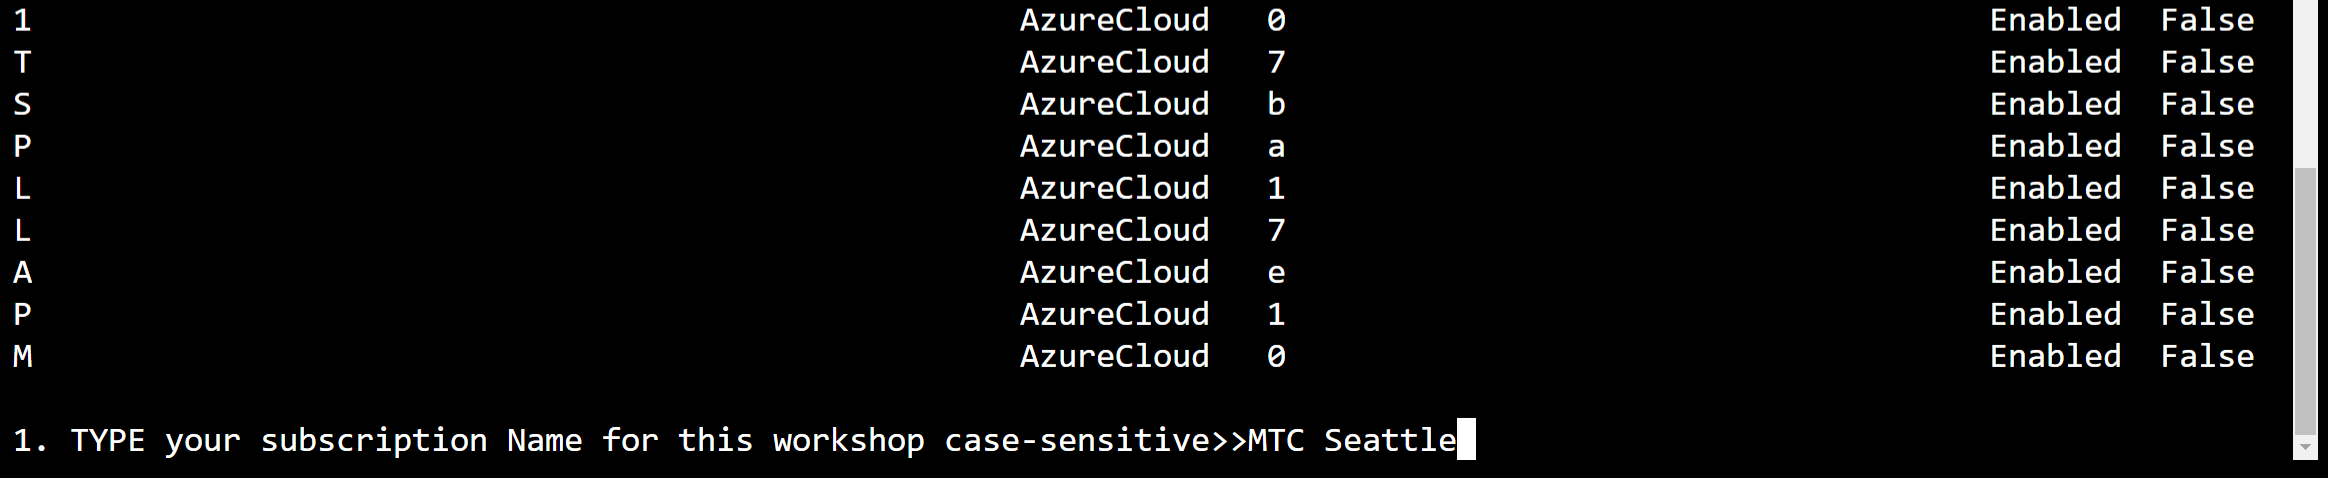 1 AzureCloud 0 Enabled False
T AzureCloud 7 Enabled False
S AzureCloud b Enabled False
P AzureCloud a Enabled False
L AzureCloud 1 Enabled False
L AzureCloud 7 Enabled False
A AzureCloud e Enabled False
P AzureCloud 1 Enabled False
M AzureCloud 0 Enabled False
1. TYPE your subscription Name for this workshop case-sensitive>>MTC Seattle